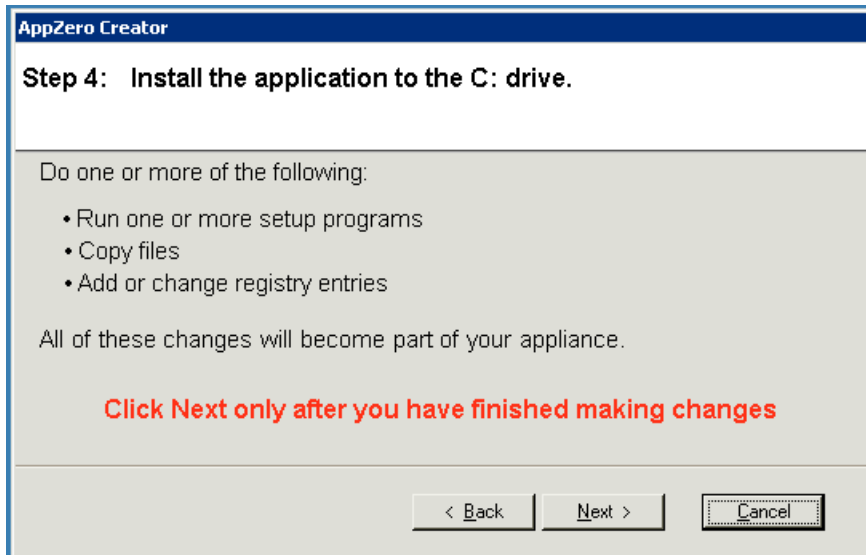 AppZero Creator
Step 4: Install the application to the C: drive.
Do one or more of the following:
• Run one or more setup programs
• Copy files
• Add or change registry entries
All of these changes will become part of your appliance.
Click Next only after you have finished making changes
< Back Next > Cancel